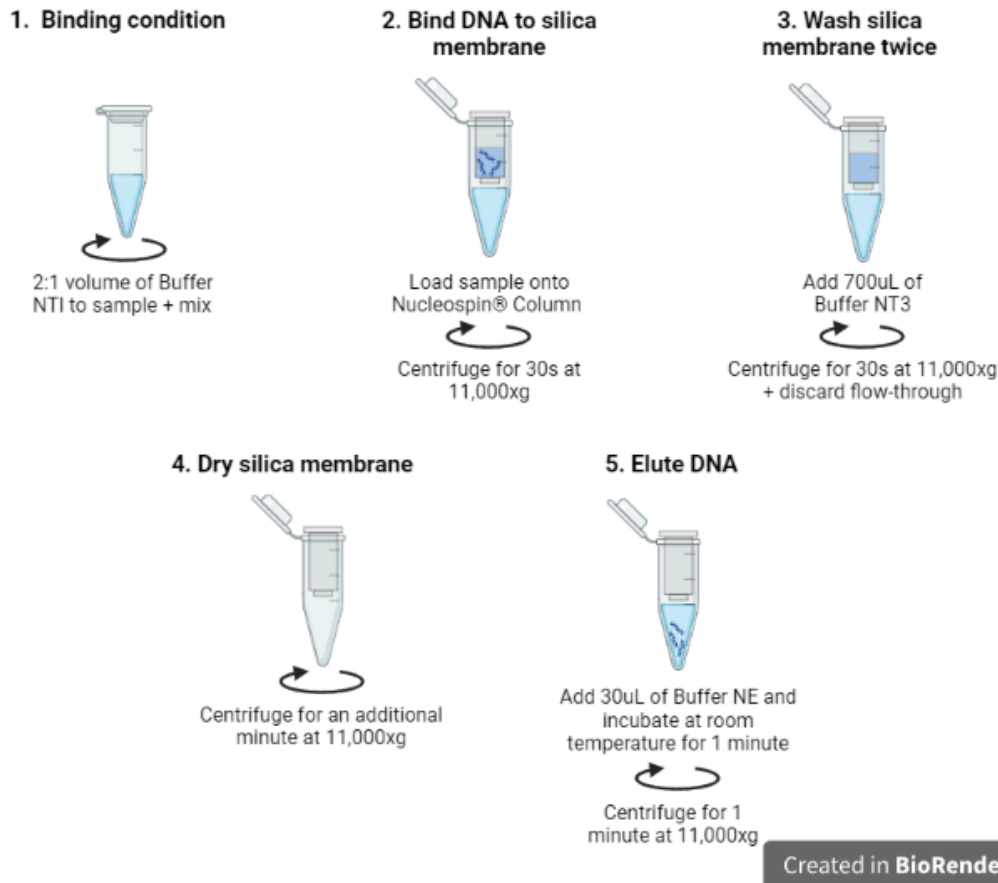 1. Binding condition
2:1 volume of Buffer
NTI to sample + mix
2. Bind DNA to silica
membrane
Load sample onto
Nucleospin® Column
Centrifuge for 30s at
11,000xg
3. Wash silica
membrane twice
Add 700uL of
Buffer NT3
Centrifuge for 30s at 11,000xg
+ discard flow-through
4. Dry silica membrane
Centrifuge for an additional
minute at 11,000xg
5. Elute DNA
Add 30uL of Buffer NE and
incubate at room
temperature for 1 minute
Centrifuge for 1
minute at 11,000xg
Created in BioRende